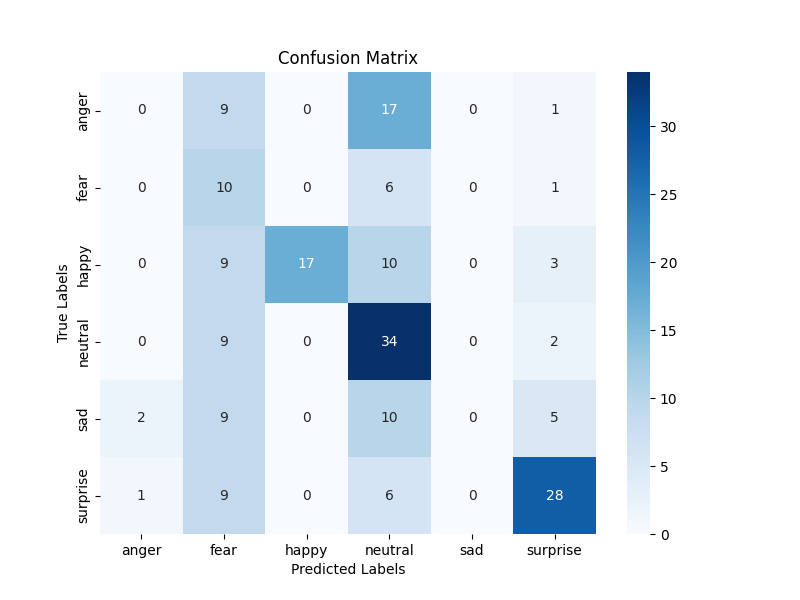 Confusion Matrix
True Labels
anger 0 9 0 17 0 1
fear 0 10 0 6 0 1
happy 0 9 17 10 0 3
neutral 0 9 0 34 0 2
sad 2 9 0 10 0 5
surprise 1 9 0 6 0 28
anger fear happy neutral sad surprise
Predicted Labels
30
25
20
15
10
5
0